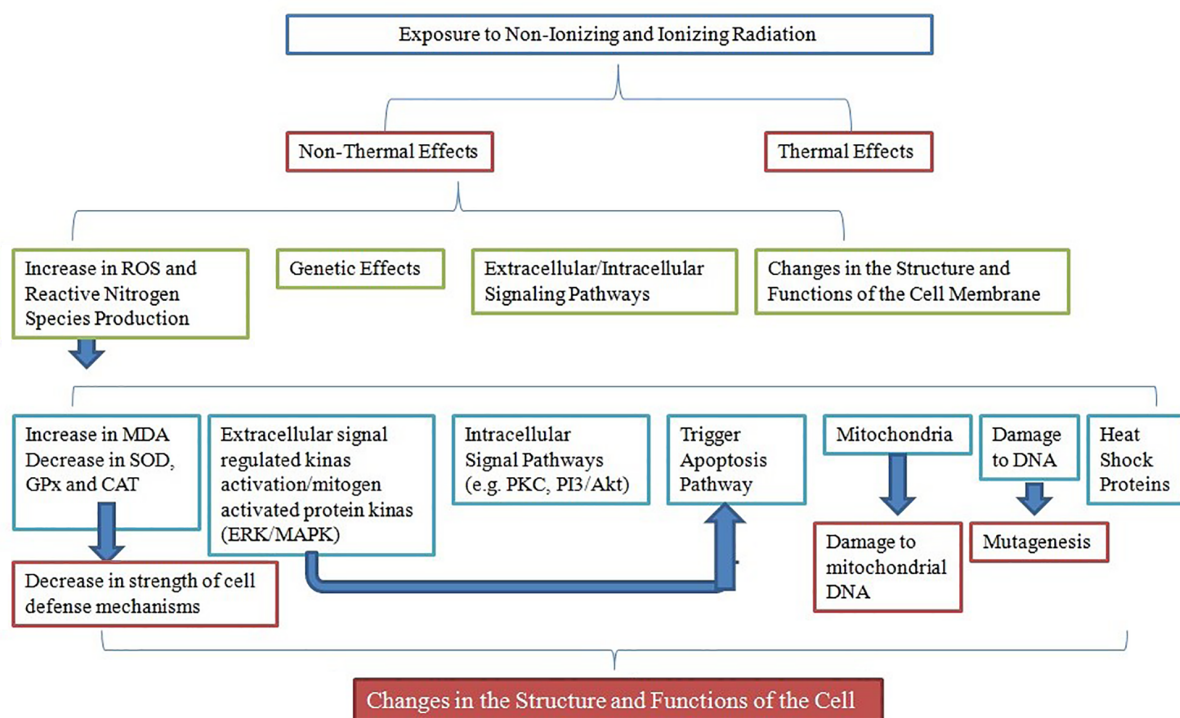 Exposure to Non-Ionizing and Ionizing Radiation
Non-Thermal Effects
Thermal Effects
Increase in ROS and
Reactive Nitrogen
Species Production
Genetic Effects
Extracellular/Intracellular
Signaling Pathways
Changes in the Structure and
Functions of the Cell Membrane
Increase in MDA
Decrease in SOD,
GPx and CAT
Extracellular signal
regulated kinas
activation/mitogen
activated protein kinas
(ERK/MAPK)
Intracellular
Signal Pathways
(e.g. PKC, PI3/Akt)
Trigger
Apoptosis
Pathway
Mitochondria
Damage
to DNA
Heat
Shock
Proteins
Decrease in strength of cell
defense mechanisms
Damage to
mitochondrial
DNA
Mutagenesis
Changes in the Structure and Functions of the Cell